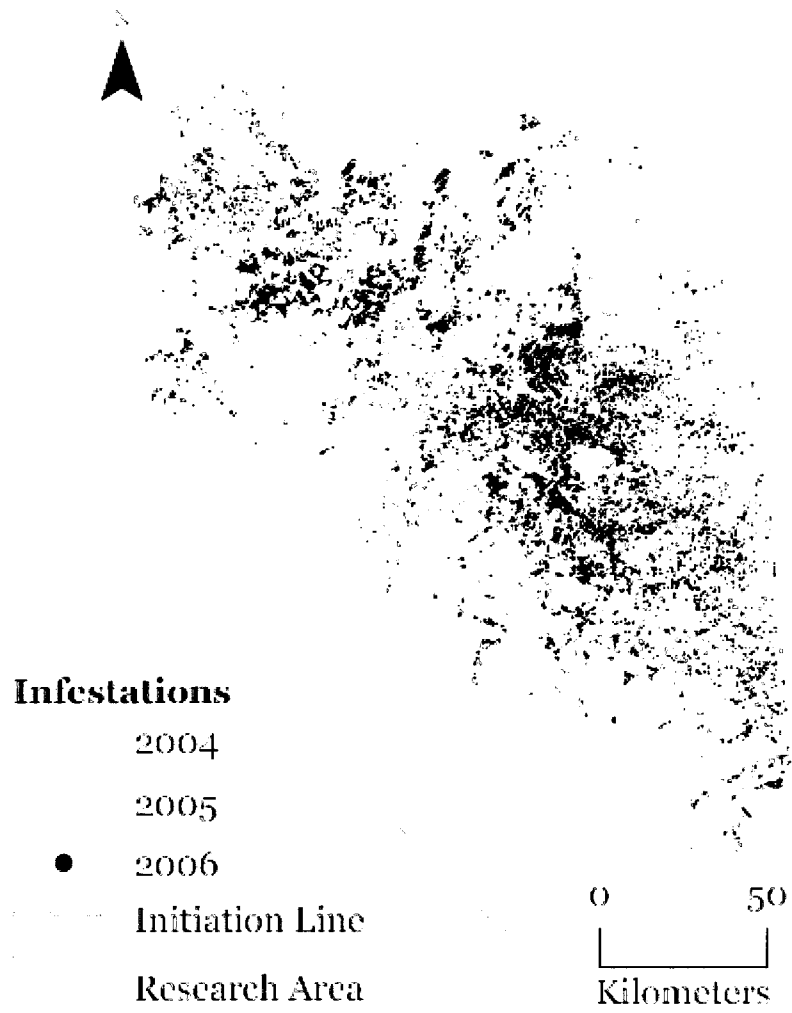 N
Infestations
2004
2005
2006
Initiation Line
Research Area
0 50
Kilometers